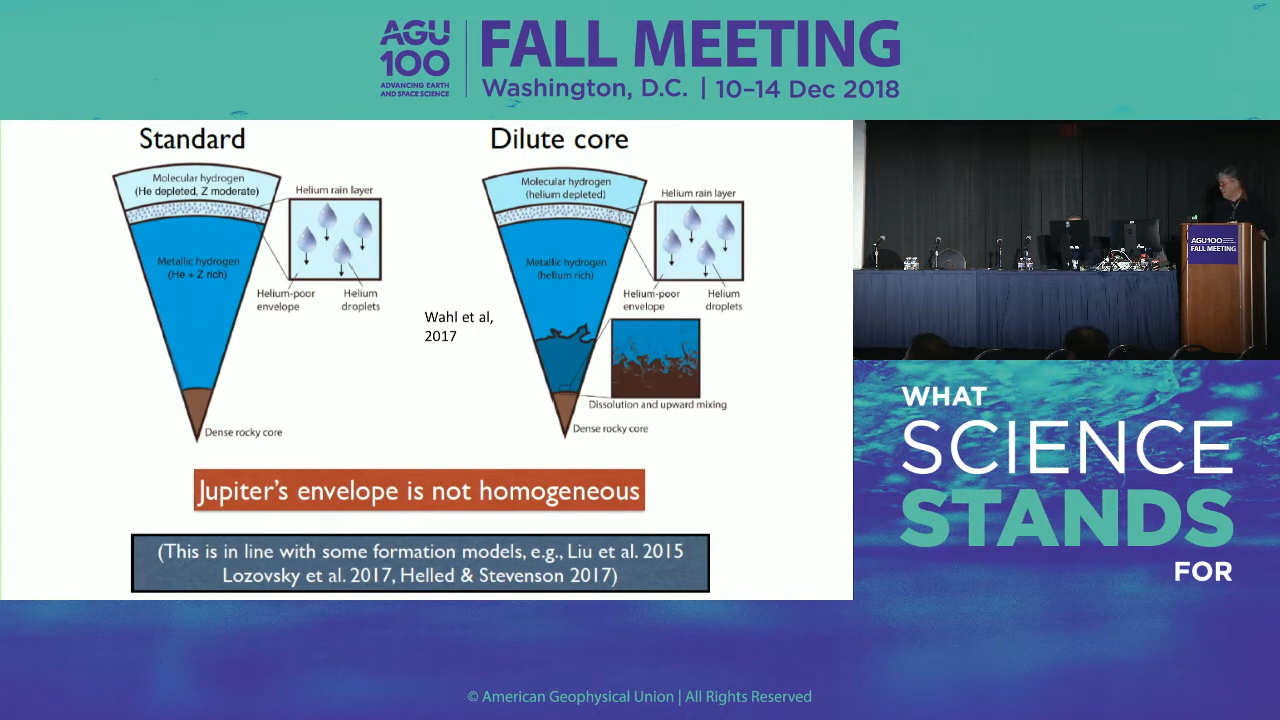 AGU
100
ADVANCING EARTH
AND SPACE SCIENCE
FALL MEETING
Washington, D.C. | 10–14 Dec 2018
Standard
Molecular hydrogen
(He depleted, Z moderate)
Helium rain layer
Metallic hydrogen
(He + Z rich)
Helium-poor
envelope
Helium
droplets
Dense rocky core
Wahl et al,
2017
Dilute core
Molecular hydrogen
(helium depleted)
Helium rain layer
Metallic hydrogen
(helium rich)
Helium-poor
envelope
Helium
droplets
Dissolution and upward mixing
Dense rocky core
Jupiter's envelope is not homogeneous
(This is in line with some formation models, e.g., Liu et al. 2015
Lozovsky et al. 2017, Helled & Stevenson 2017)
AGU100
FALL MEETING
WHAT
SCIENCE
STANDS
FOR
© American Geophysical Union | All Rights Reserved